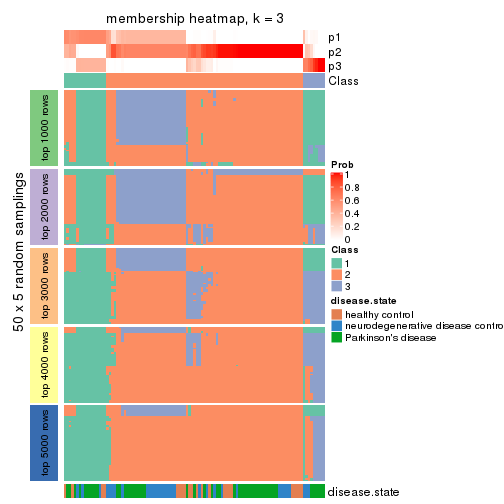 membership heatmap, k = 3
p1
p2
p3
Class
50 x 5 random samplings
top 1000 rows
top 2000 rows
top 3000 rows
top 4000 rows
top 5000 rows
Prob
1
0.8
0.6
0.4
0.2
0
Class
1
2
3
disease.state
healthy control
neurodegenerative disease contro
Parkinson's disease
disease.state